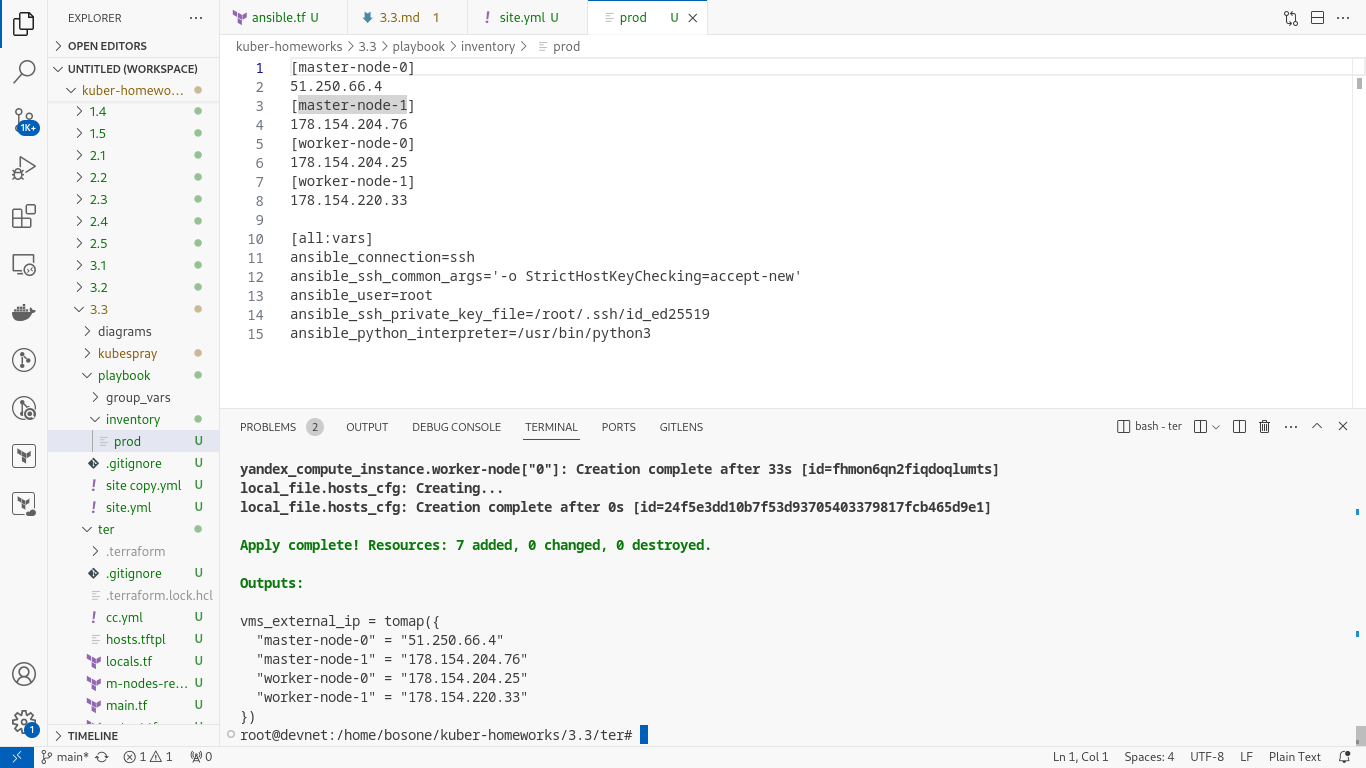 EXPLORER
ansible.tf U
3.3.md 1
site.yml U
prod U
OPEN EDITORS
kuber-homeworks > 3.3 > playbook > inventory > prod
UNTITLED (WORKSPACE)
kuber-homewo...
1.4
1.5
2.1
2.2
2.3
2.4
2.5
3.1
3.2
3.3
diagrams
kubespray
playbook
group_vars
inventory
prod U
.gitignore U
site copy.yml U
site.yml U
ter
.terraform
.gitignore U
.terraform.lock.hcl
cc.yml U
hosts.tftpl U
locals.tf U
m-nodes-re... U
main.tf U
TIMELINE
1K+
1
1 [master-node-0]
2 51.250.66.4
3 [master-node-1]
4 178.154.204.76
5 [worker-node-0]
6 178.154.204.25
7 [worker-node-1]
8 178.154.220.33
9
10 [all:vars]
11 ansible_connection=ssh
12 ansible_ssh_common_args='-o StrictHostKeyChecking=accept-new'
13 ansible_user=root
14 ansible_ssh_private_key_file=/root/.ssh/id_ed25519
15 ansible_python_interpreter=/usr/bin/python3
PROBLEMS 2 OUTPUT DEBUG CONSOLE TERMINAL PORTS GITLENS bash - ter
yandex_compute_instance.worker-node["0"]: Creation complete after 33s [id=fhmon6qn2fiqdoqlumts]
local_file.hosts_cfg: Creating...
local_file.hosts_cfg: Creation complete after 0s [id=24f5e3dd10b7f53d93705403379817fcb465d9e1]
Apply complete! Resources: 7 added, 0 changed, 0 destroyed.
Outputs:
vms_external_ip = tomap({
"master-node-0" = "51.250.66.4"
"master-node-1" = "178.154.204.76"
"worker-node-0" = "178.154.204.25"
"worker-node-1" = "178.154.220.33"
})
root@devnet:/home/bosone/kuber-homeworks/3.3/ter#
main* 1 1 0 Ln 1, Col 1 Spaces: 4 UTF-8 LF Plain Text